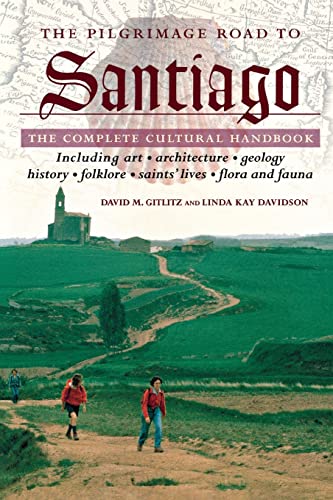 THE PILGRIMAGE ROAD TO
Santiago
THE COMPLETE CULTURAL HANDBOOK
Including art • architecture • geology
history • folklore • saints' lives • flora and fauna
DAVID M. GITLITZ AND LINDA KAY DAVIDSON